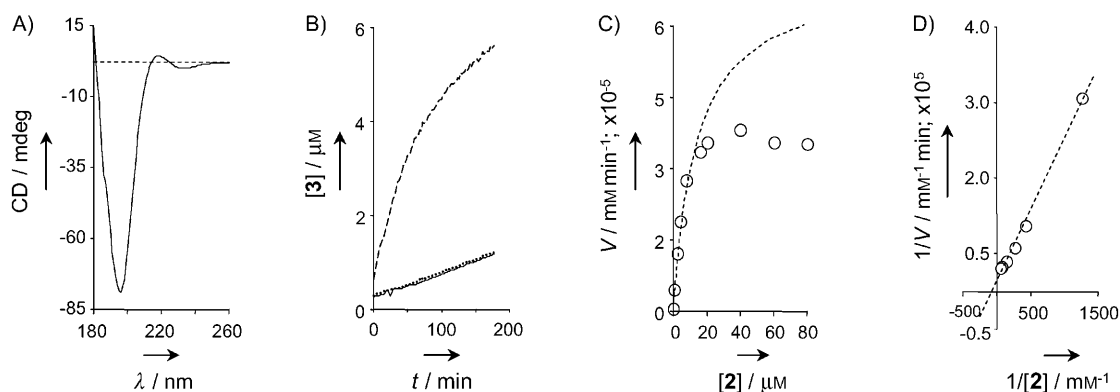 A)
15
-10
-35
-60
-85
CD / mdeg
180
220
260
λ / nm
B)
6
4
2
0
[3] / μM
0
100
200
t / min
C)
6
5
3
2
0
V / mM min⁻¹; x10⁻⁵
0
20
40
60
80
[2] / μM
D)
4.0
3.0
2.0
0.5
-0.5
1/V / mM⁻¹ min; x10⁵
-500
500
1500
1/[2] / mM⁻¹